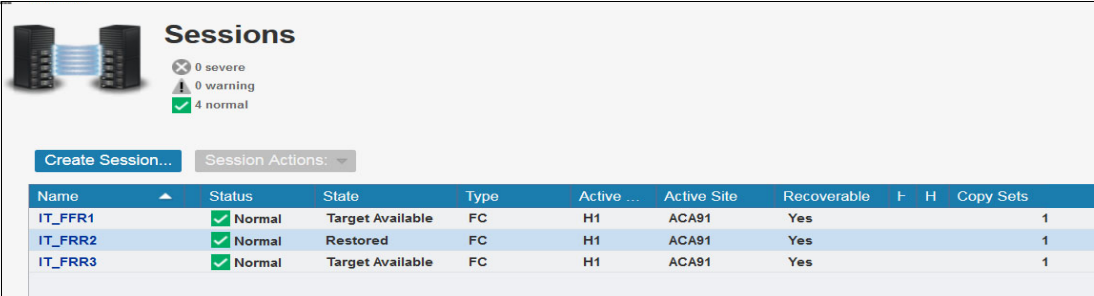 Sessions
0 severe
0 warning
4 normal
Create Session... Session Actions:
Name Status State Type Active ... Active Site Recoverable H Copy Sets
IT_FFR1 Normal Target Available FC H1 ACA91 Yes 1
IT_FRR2 Normal Restored FC H1 ACA91 Yes 1
IT_FRR3 Normal Target Available FC H1 ACA91 Yes 1